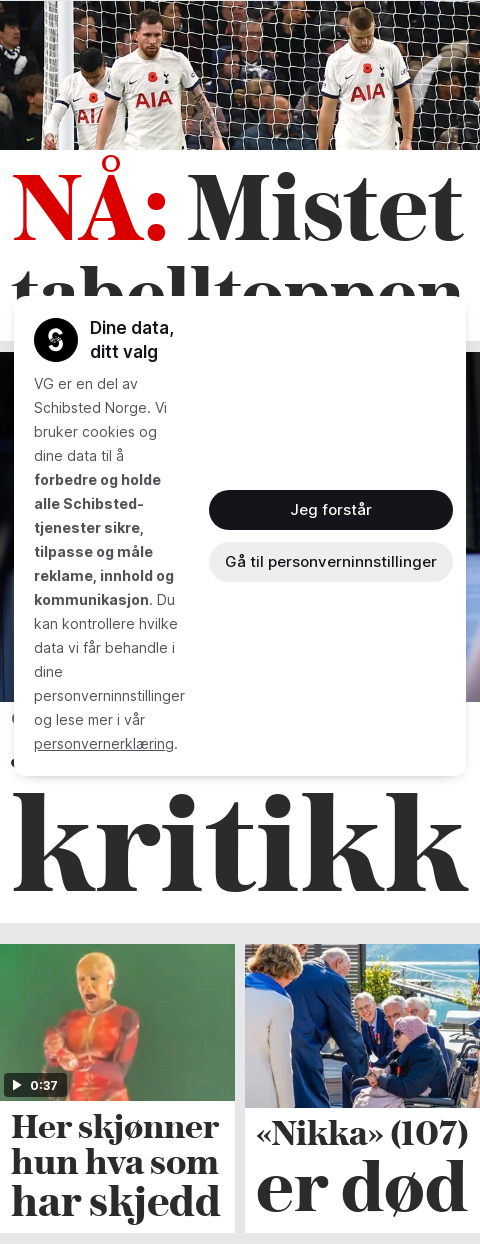 AIA
AIA
AIA
NÅ: Mistet
tabelltoppen
Dine data,
ditt valg
VG er en del av
Schibsted Norge. Vi
bruker cookies og
dine data til å
forbedre og holde
alle Schibsted-
tjenester sikre,
tilpasse og måle
reklame, innhold og
kommunikasjon. Du
kan kontrollere hvilke
data vi får behandle i
dine
personverninnstillinger
og lese mer i vår
personvernerklæring.
Jeg forstår
Gå til personverninnstillinger
kritikk
0:37
Her skjønner
hun hva som
har skjedd
«Nikka» (107)
er død